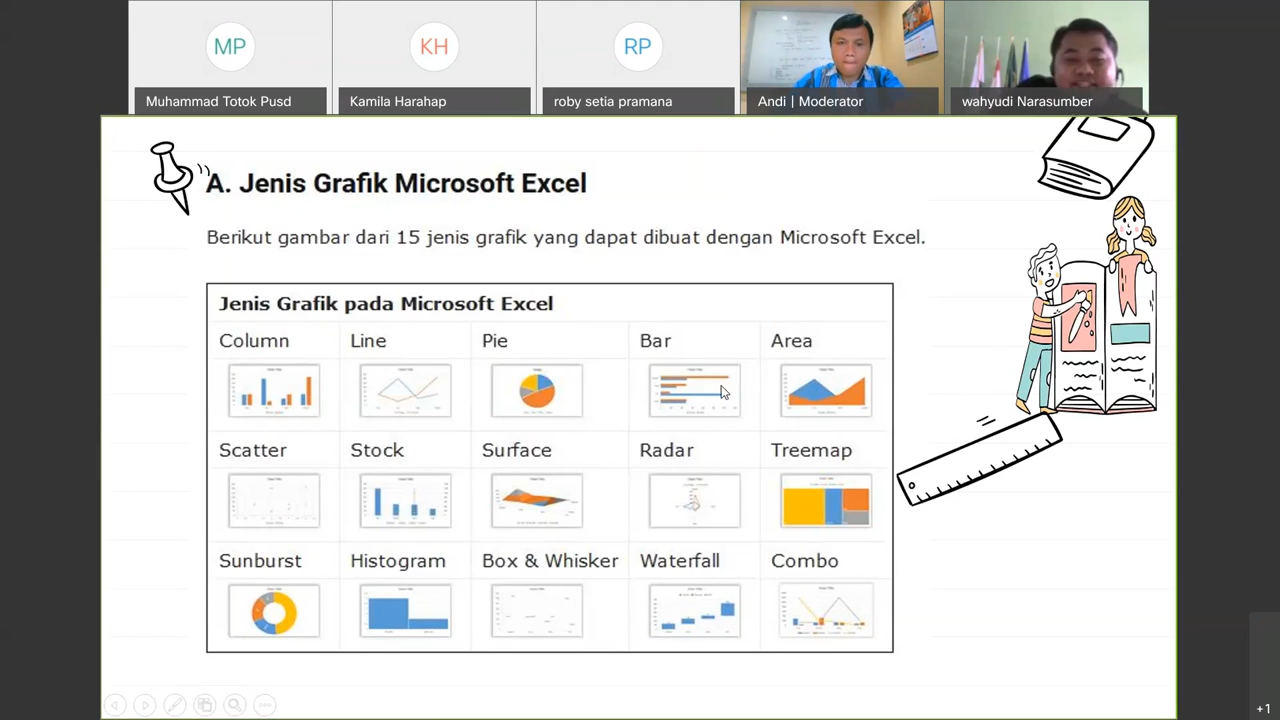 MP
KH
RP
Muhammad Totok Pusd
Kamila Harahap
roby setia pramana
Andi | Moderator
wahyudi Narasumber
A. Jenis Grafik Microsoft Excel
Berikut gambar dari 15 jenis grafik yang dapat dibuat dengan Microsoft Excel.
Jenis Grafik pada Microsoft Excel
Column Line Pie Bar Area
Scatter Stock Surface Radar Treemap
Sunburst Histogram Box & Whisker Waterfall Combo
+1